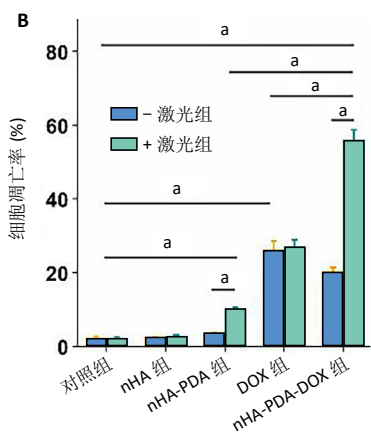 B
a
80
a
a
a
− 激光组
+ 激光组
60
细胞凋亡率 (%)
40
a
a
20
a
0
对照组
nHA 组
nHA-PDA 组
DOX 组
nHA-PDA-DOX 组